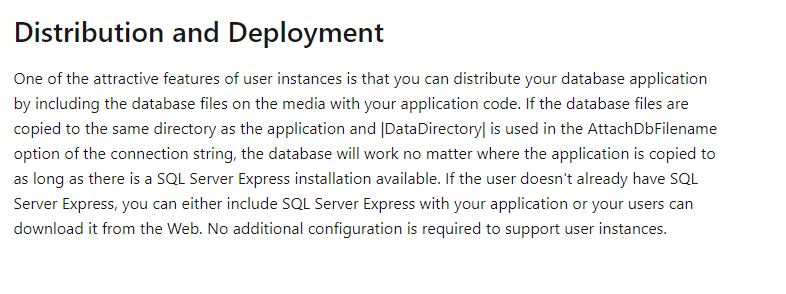 Distribution and Deployment
One of the attractive features of user instances is that you can distribute your database application
by including the database files on the media with your application code. If the database files are
copied to the same directory as the application and |DataDirectory| is used in the AttachDbFilename
option of the connection string, the database will work no matter where the application is copied to
as long as there is a SQL Server Express installation available. If the user doesn't already have SQL
Server Express, you can either include SQL Server Express with your application or your users can
download it from the Web. No additional configuration is required to support user instances.